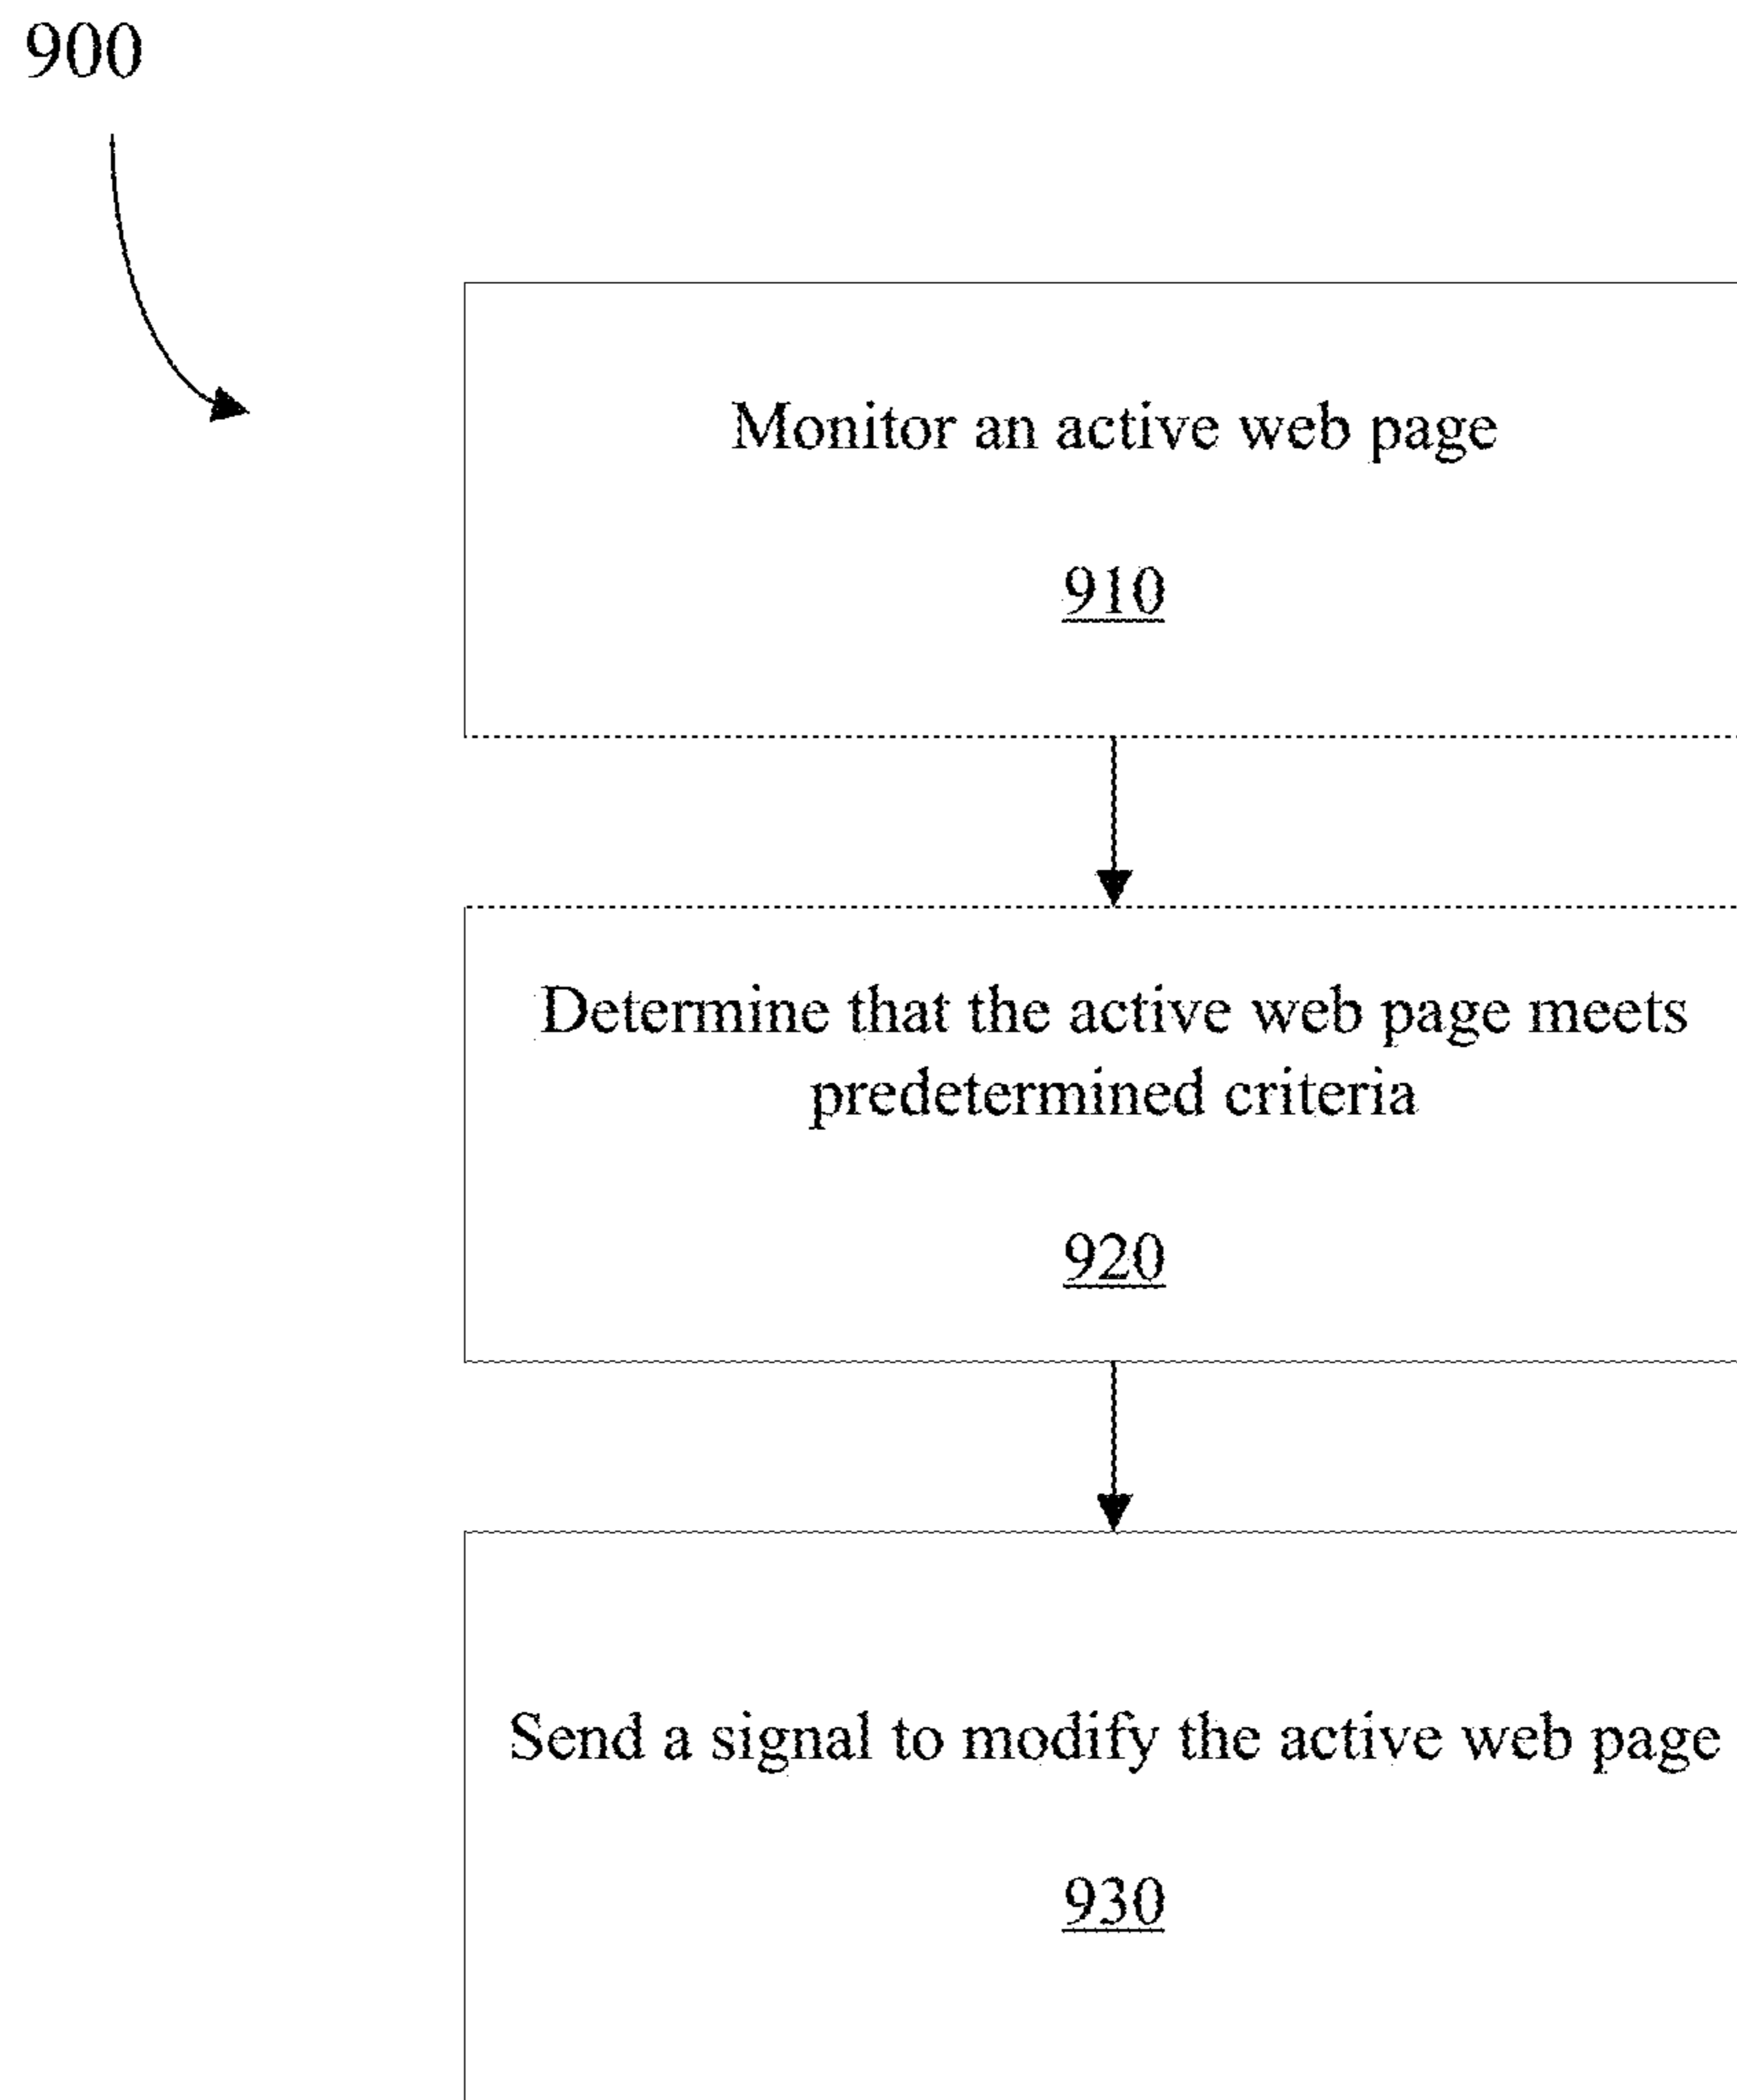 900
Monitor an active web page
910
Determine that the active web page meets
predetermined criteria
920
Send a signal to modify the active web page
930